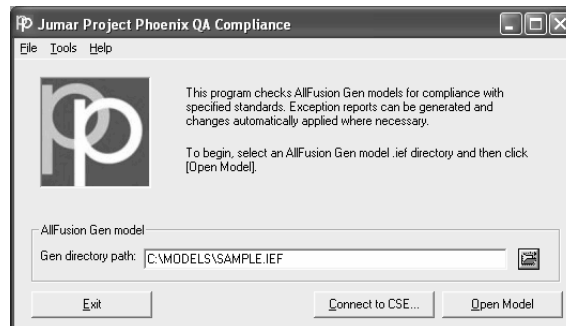 Jumar Project Phoenix QA Compliance
File Tools Help
This program checks AllFusion Gen models for compliance with
specified standards. Exception reports can be generated and
changes automatically applied where necessary.
To begin, select an AllFusion Gen model .ief directory and then click
[Open Model].
pp
AllFusion Gen model
Gen directory path: C:\MODELS\SAMPLE.IEF
Exit Connect to CSE... Open Model